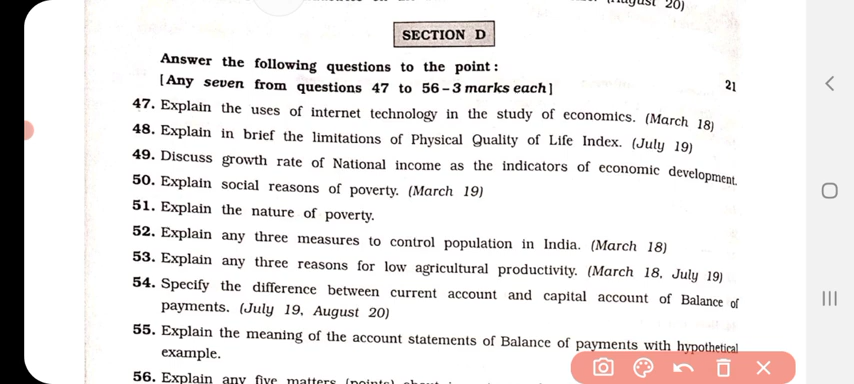 (August 20)
SECTION D
Answer the following questions to the point :
[Any seven from questions 47 to 56 – 3 marks each]
21
47. Explain the uses of internet technology in the study of economics. (March 18)
48. Explain in brief the limitations of Physical Quality of Life Index. (July 19)
49. Discuss growth rate of National income as the indicators of economic development.
50. Explain social reasons of poverty. (March 19)
51. Explain the nature of poverty.
52. Explain any three measures to control population in India. (March 18)
53. Explain any three reasons for low agricultural productivity. (March 18, July 19)
54. Specify the difference between current account and capital account of Balance of
payments. (July 19, August 20)
55. Explain the meaning of the account statements of Balance of payments with hypothetical
example.
56. Explain any five matters (points)